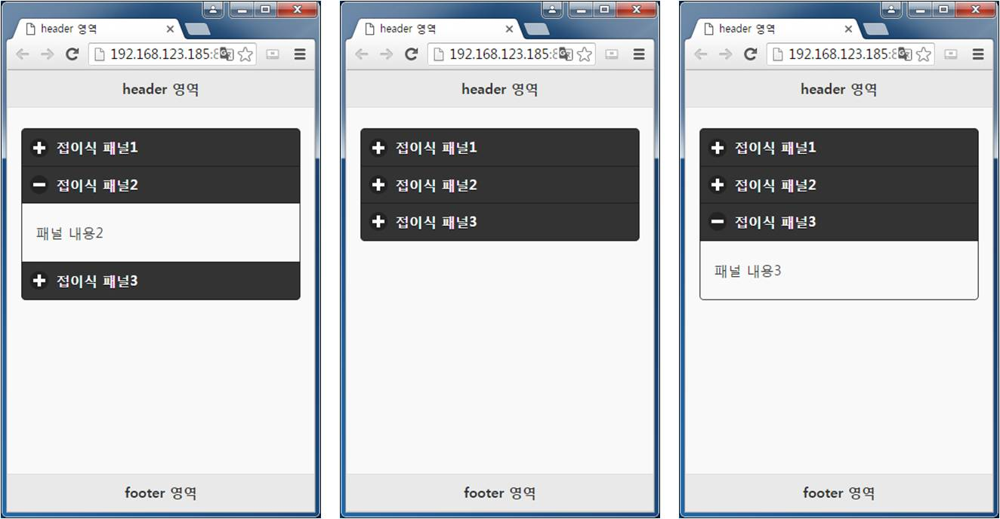 header 영역
192.168.123.185:8
header 영역
접이식 패널1
접이식 패널2
패널 내용2
접이식 패널3
footer 영역
header 영역
192.168.123.185:8
header 영역
접이식 패널1
접이식 패널2
접이식 패널3
footer 영역
header 영역
192.168.123.185:8
header 영역
접이식 패널1
접이식 패널2
접이식 패널3
패널 내용3
footer 영역